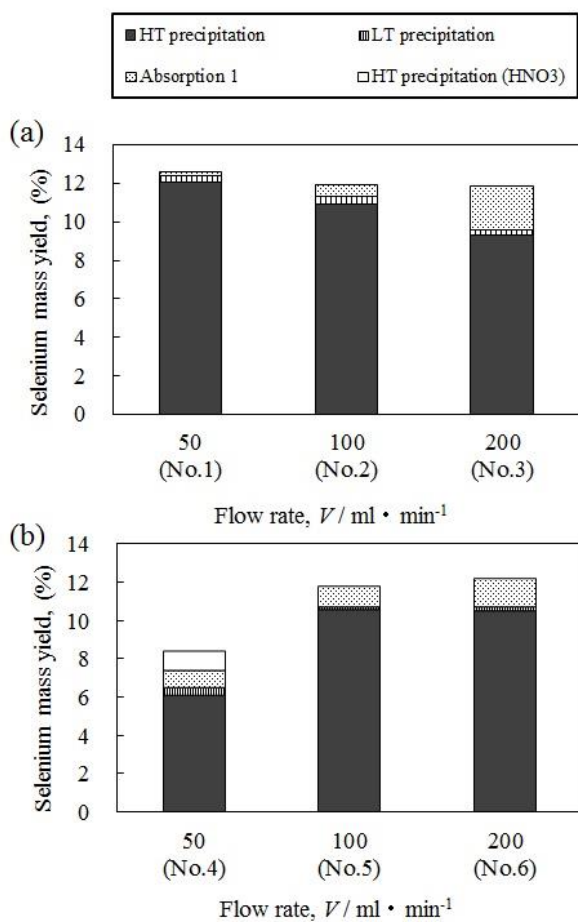 HT precipitation LT precipitation
Absorption 1 HT precipitation (HNO3)
(a)
Selenium mass yield, (%)
14
12
10
8
6
4
2
0
50 100 200
(No.1) (No.2) (No.3)
Flow rate, V / ml・min-1
(b)
Selenium mass yield, (%)
14
12
10
8
6
4
2
0
50 100 200
(No.4) (No.5) (No.6)
Flow rate, V / ml・min-1